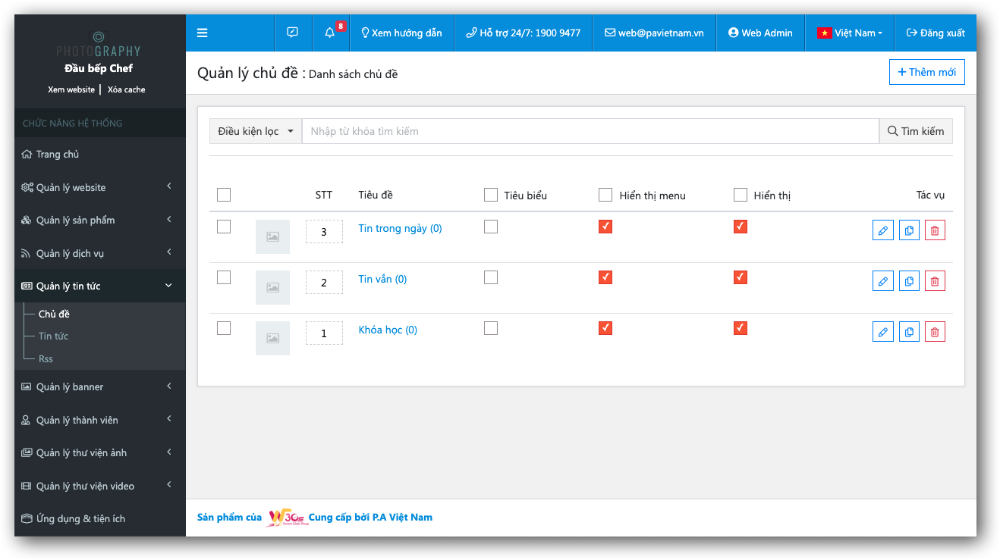 PHOTOGRAPHY
Đầu bếp Chef
Xem website | Xóa cache
CHỨC NĂNG HỆ THỐNG
Trang chủ
Quản lý website
Quản lý sản phẩm
Quản lý dịch vụ
Quản lý tin tức
Chủ đề
Tin tức
Rss
Quản lý banner
Quản lý thành viên
Quản lý thư viện ảnh
Quản lý thư viện video
Ứng dụng & tiện ích
8 Xem hướng dẫn Hỗ trợ 24/7: 1900 9477 web@pavietnam.vn Web Admin Việt Nam Đăng xuất
Quản lý chủ đề : Danh sách chủ đề + Thêm mới
Điều kiện lọc Nhập từ khóa tìm kiếm Tìm kiếm
STT Tiêu đề Tiêu biểu Hiển thị menu Hiển thị Tác vụ
3 Tin trong ngày (0)
2 Tin vắn (0)
1 Khóa học (0)
Sản phẩm của W30s Smart Web Shop Cung cấp bởi P.A Việt Nam